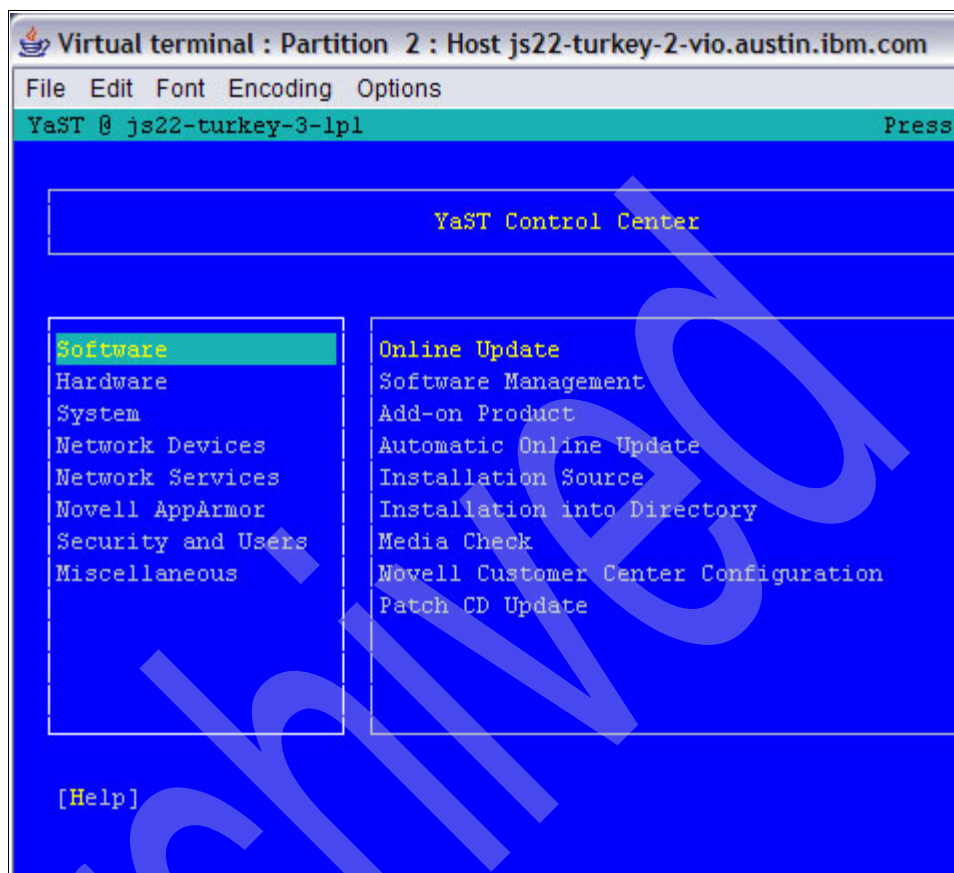 Virtual terminal : Partition 2 : Host js22-turkey-2-vio.austin.ibm.com
File Edit Font Encoding Options
YaST @ js22-turkey-3-lp1 Press
YaST Control Center
Software
Hardware
System
Network Devices
Network Services
Novell AppArmor
Security and Users
Miscellaneous
Online Update
Software Management
Add-on Product
Automatic Online Update
Installation Source
Installation into Directory
Media Check
Novell Customer Center Configuration
Patch CD Update
[Help]
chived